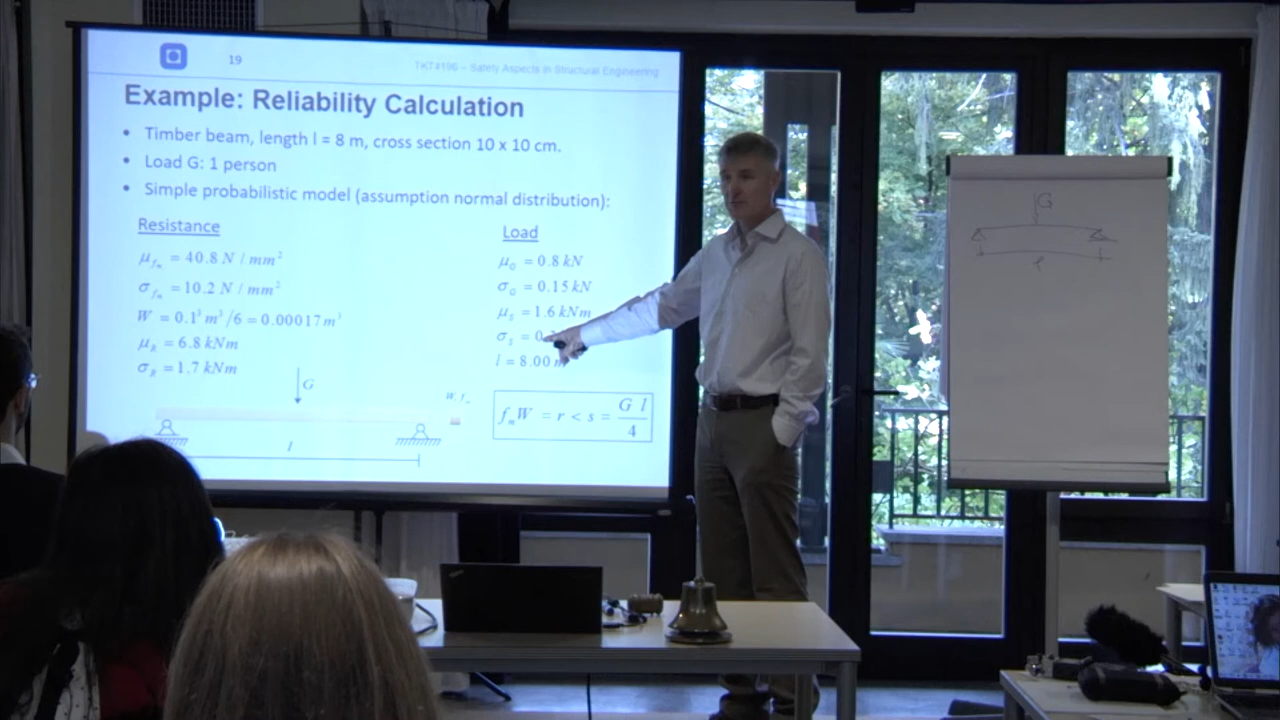 19
TKT4196 – Safety Aspects in Structural Engineering
Example: Reliability Calculation
• Timber beam, length l = 8 m, cross section 10 x 10 cm.
• Load G: 1 person
• Simple probabilistic model (assumption normal distribution):
Resistance
μ_fm = 40.8 N / mm²
σ_fm = 10.2 N / mm²
W = 0.1³ m³/6 = 0.00017 m³
μ_R = 6.8 kNm
σ_R = 1.7 kNm
Load
μ_G = 0.8 kN
σ_G = 0.15 kN
μ_S = 1.6 kNm
σ_S = 0.
l = 8.00 m
f_m W = r < s = G l / 4
G
W, f_m
l
G
l